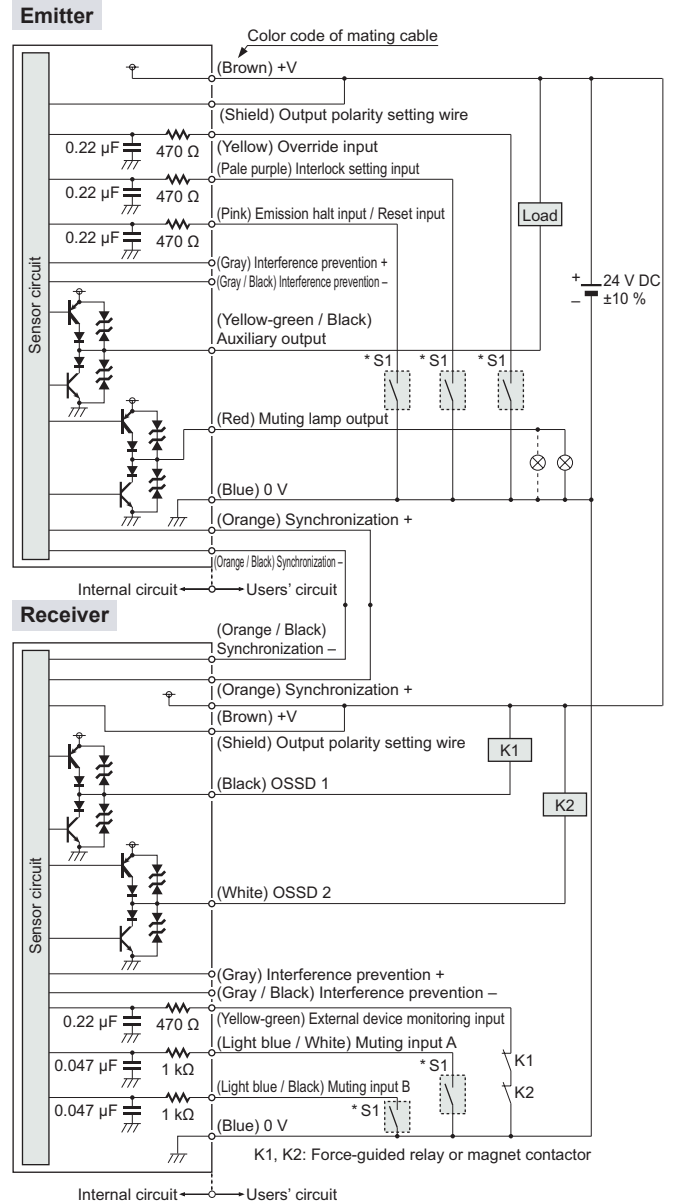 Emitter
Color code of mating cable
(Brown) +V
(Shield) Output polarity setting wire
0.22 µF
470 Ω
(Yellow) Override input
(Pale purple) Interlock setting input
0.22 µF
470 Ω
(Pink) Emission halt input / Reset input
0.22 µF
470 Ω
Load
(Gray) Interference prevention +
(Gray / Black) Interference prevention –
+
–
24 V DC
±10 %
Sensor circuit
(Yellow-green / Black)
Auxiliary output
* S1
* S1
* S1
(Red) Muting lamp output
(Blue) 0 V
(Orange) Synchronization +
(Orange / Black) Synchronization –
Internal circuit
Users' circuit
Receiver
(Orange / Black)
Synchronization –
(Orange) Synchronization +
(Brown) +V
(Shield) Output polarity setting wire
K1
(Black) OSSD 1
K2
Sensor circuit
(White) OSSD 2
(Gray) Interference prevention +
(Gray / Black) Interference prevention –
0.22 µF
470 Ω
(Yellow-green) External device monitoring input
(Light blue / White) Muting input A
0.047 µF
1 kΩ
* S1
K1
(Light blue / Black) Muting input B
K2
0.047 µF
1 kΩ
* S1
(Blue) 0 V
K1, K2: Force-guided relay or magnet contactor
Internal circuit
Users' circuit